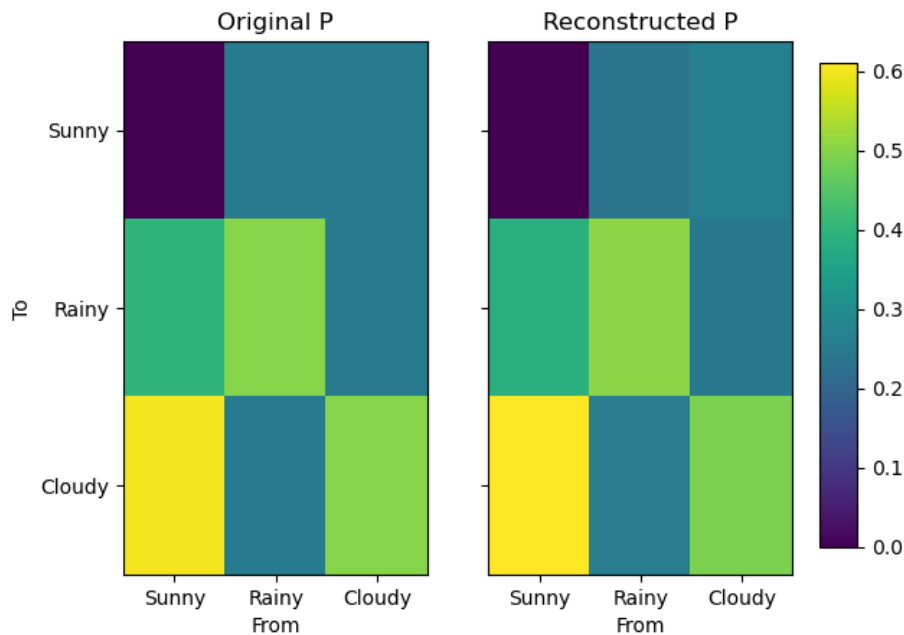 Original P
Reconstructed P
Sunny
Rainy
Cloudy
To
Sunny Rainy Cloudy
From
Sunny Rainy Cloudy
From
0.6
0.5
0.4
0.3
0.2
0.1
0.0